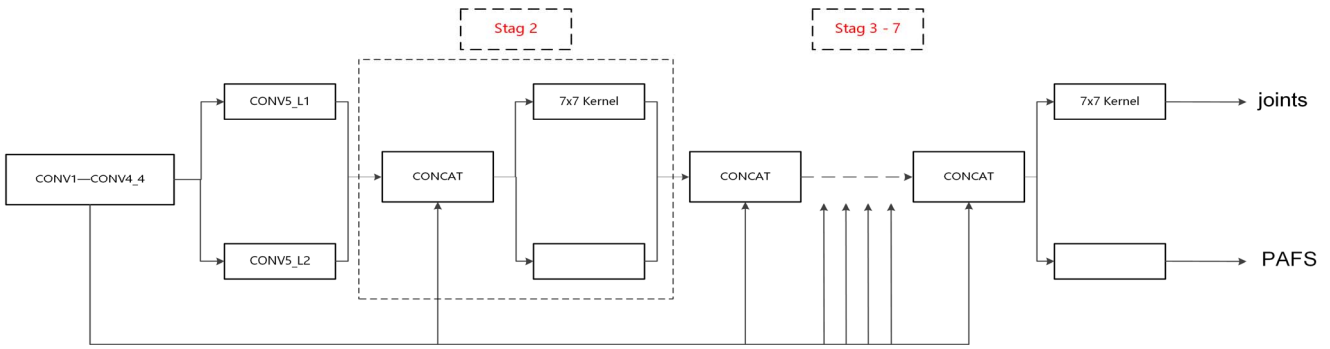 Stag 2
Stag 3 - 7
CONV5_L1
7x7 Kernel
7x7 Kernel
joints
CONV1—CONV4_4
CONCAT
CONCAT
CONCAT
CONV5_L2
PAFS